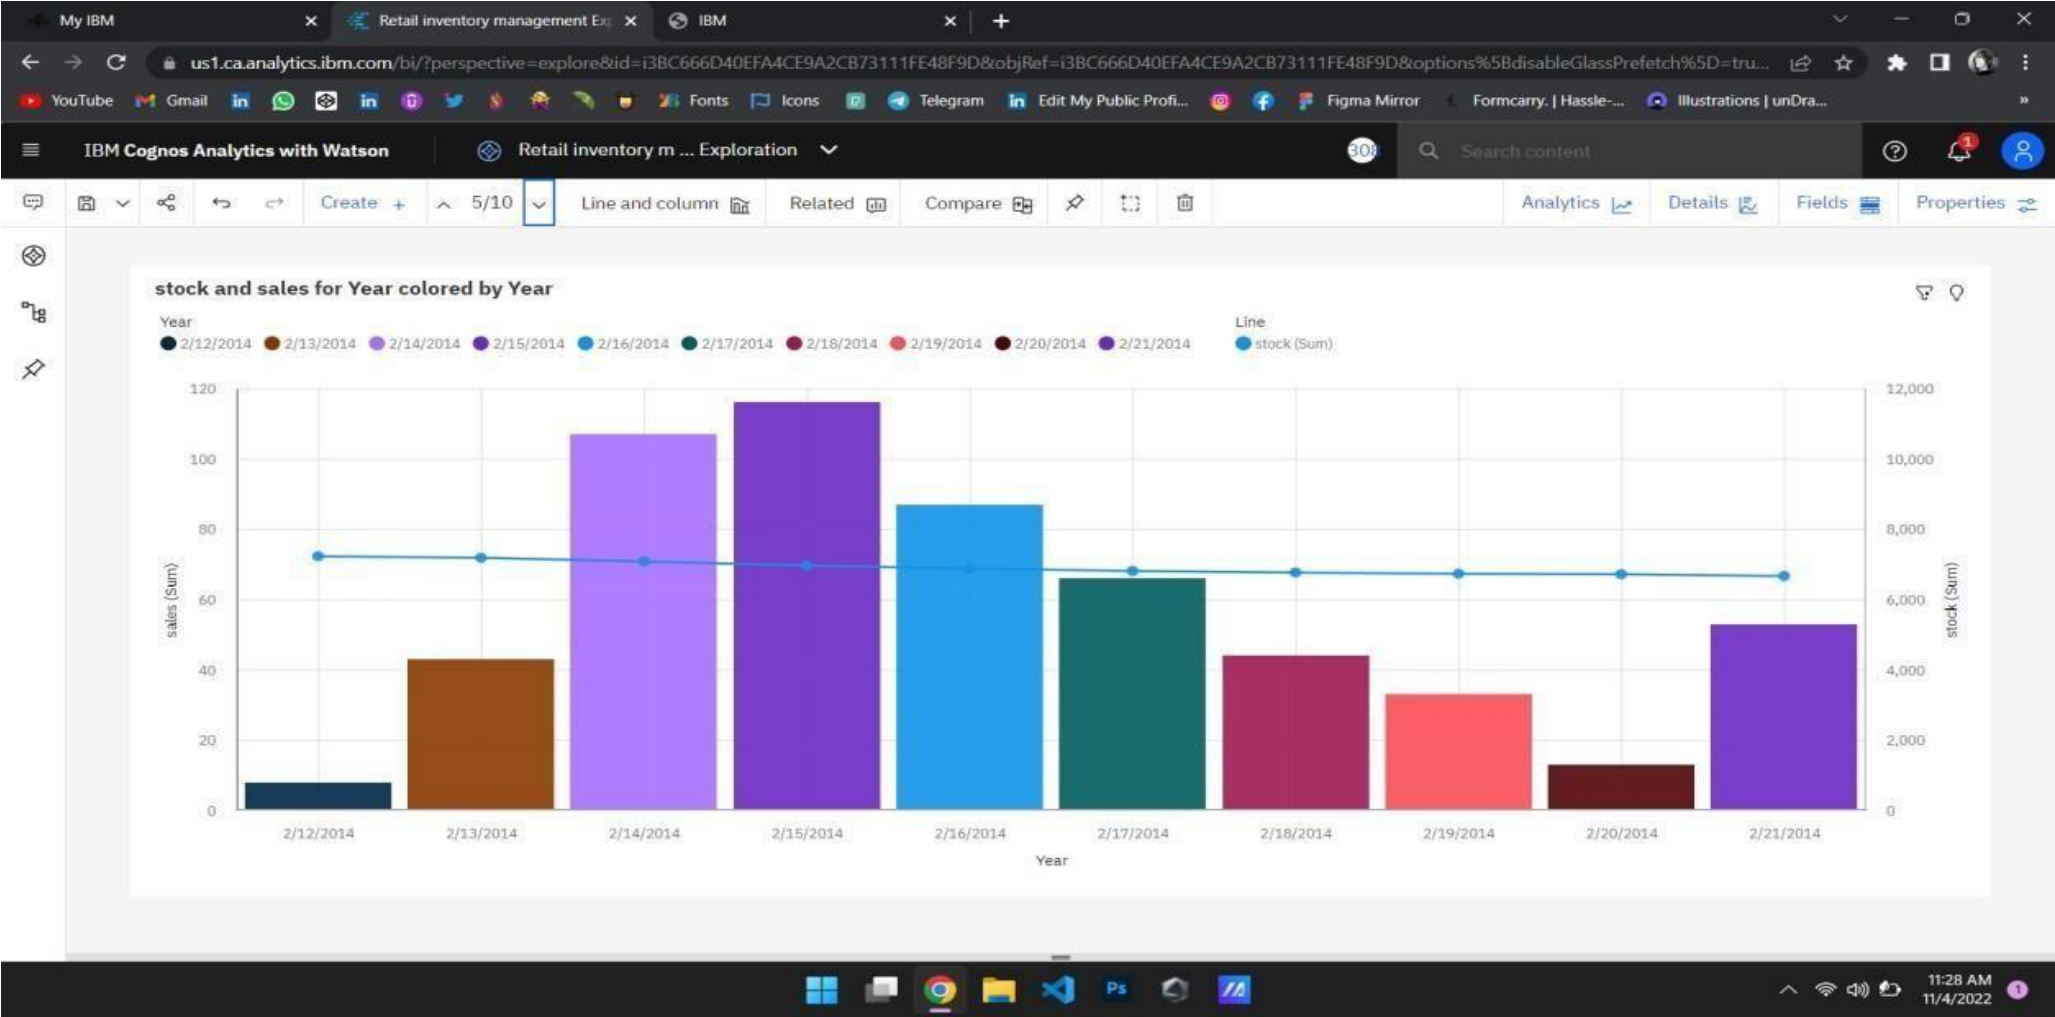 My IBM
Retail inventory management Exp
IBM
us1.ca.analytics.ibm.com/bi/?perspective=explore&id=i3BC666D40EFA4CE9A2CB73111FE48F9D&objRef=i3BC666D40EFA4CE9A2CB73111FE48F9D&options%5BdisableGlassPrefetch%5D=tru...
YouTube Gmail Fonts Icons Telegram Edit My Public Profi... Figma Mirror Formcarry. | Hassle-... Illustrations | unDra... »
IBM Cognos Analytics with Watson Retail inventory m ... Exploration Search content 1
Create + 5/10 Line and column Related Compare Analytics Details Fields Properties
stock and sales for Year colored by Year
Year Line
2/12/2014 2/13/2014 2/14/2014 2/15/2014 2/16/2014 2/17/2014 2/18/2014 2/19/2014 2/20/2014 2/21/2014 stock (Sum)
120 12,000
100 10,000
80 8,000
60 6,000
40 4,000
20 2,000
0 0
sales (Sum)
stock (Sum)
2/12/2014 2/13/2014 2/14/2014 2/15/2014 2/16/2014 2/17/2014 2/18/2014 2/19/2014 2/20/2014 2/21/2014
Year
Ps
11:28 AM
11/4/2022
1